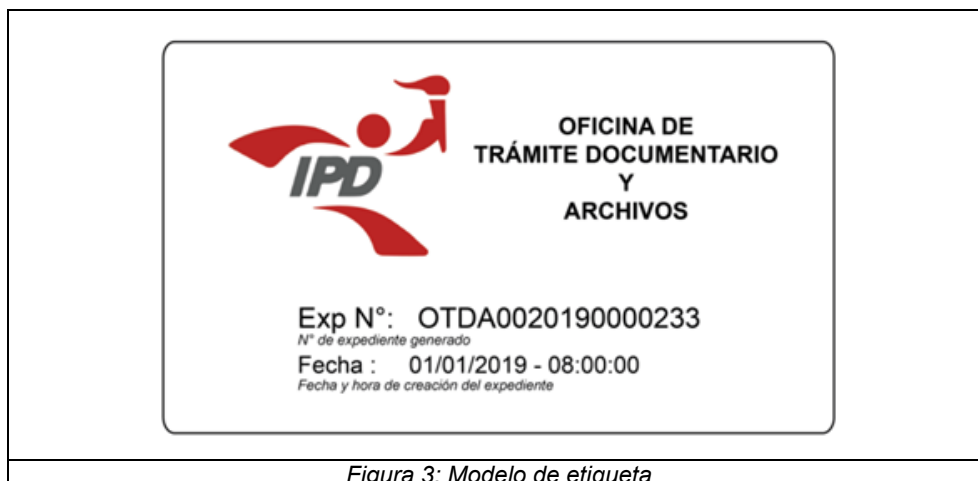 IPD
OFICINA DE
TRÁMITE DOCUMENTARIO
Y
ARCHIVOS
Exp N°: OTDA0020190000233
N° de expediente generado
Fecha : 01/01/2019 - 08:00:00
Fecha y hora de creación del expediente
Figura 3: Modelo de etiqueta